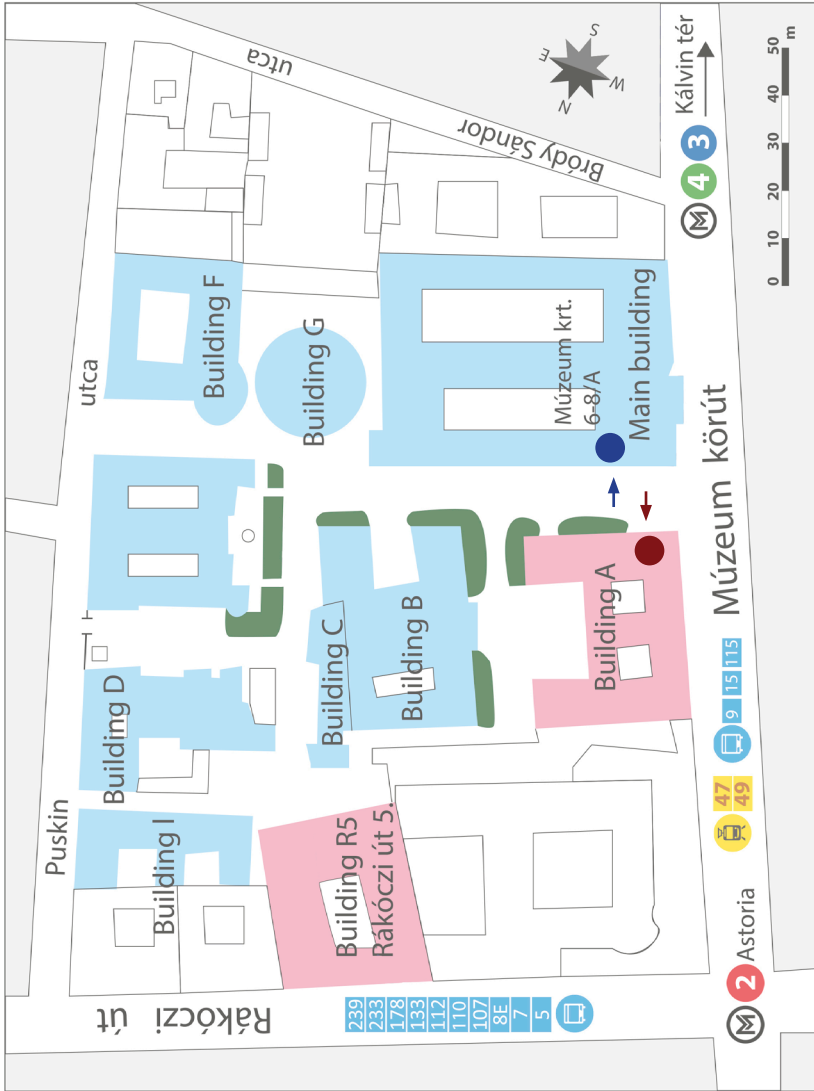 utca
Bródy Sándor
S
E
W
N
M 4 3 Kálvin tér
0 10 20 30 40 50 m
utca
Building F
Building G
Múzeum krt.
6-8/A
Main building
Múzeum körút
Building C
Building B
Building A
Building D
Puskin
Building I
Building R5
Rákóczi út 5.
9 15 115
47
49
M 2 Astoria
Rákóczi
út
239
233
178
133
112
110
107
8E
7
5